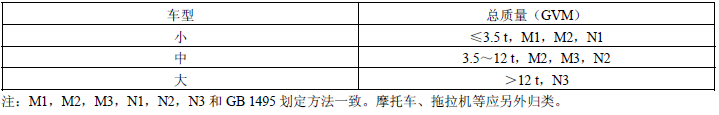 车型 总质量（GVM）
小 ≤3.5 t，M1，M2，N1
中 3.5～12 t，M2，M3，N2
大 ＞12 t，N3
注：M1，M2，M3，N1，N2，N3 和 GB 1495 划定方法一致。摩托车、拖拉机等应另外归类。